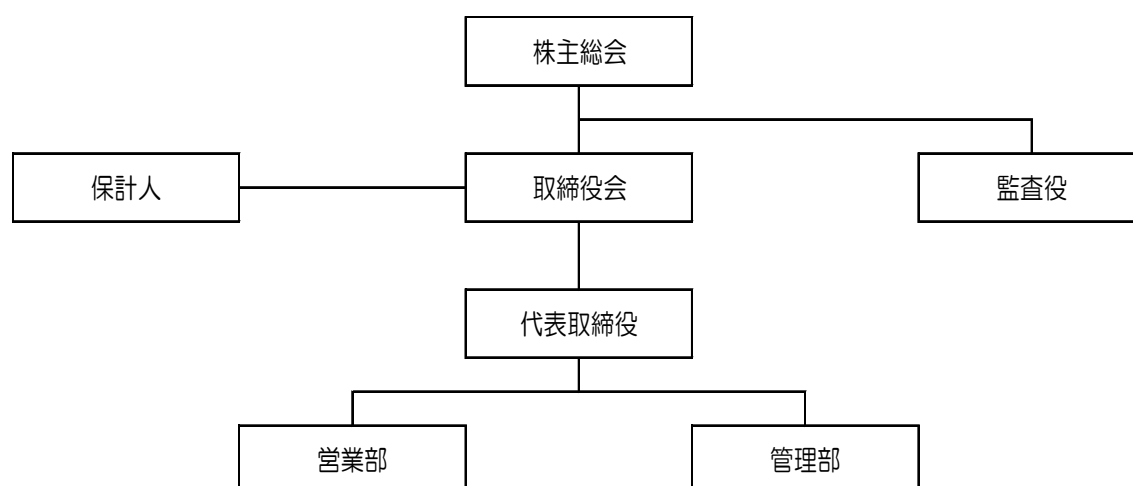 株主総会
保計人
取締役会
監査役
代表取締役
営業部
管理部